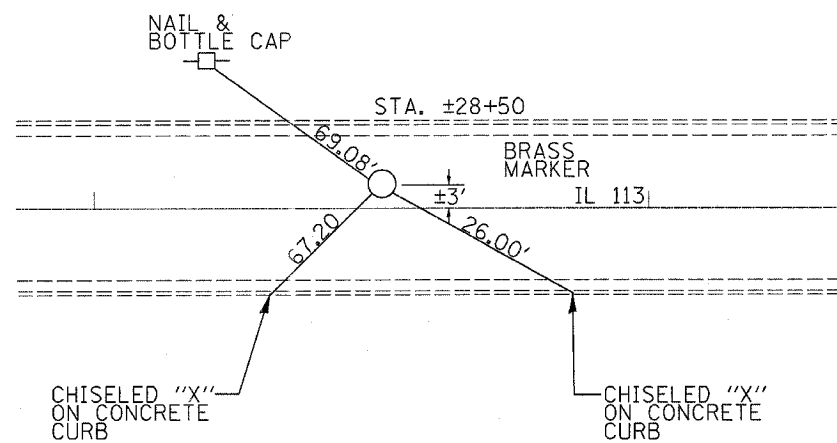 NAIL &
BOTTLE CAP
STA. ±28+50
69.08'
BRASS
MARKER
±3'
IL 113
67.20
26.00'
CHISELED "X"
ON CONCRETE
CURB
CHISELED "X"
ON CONCRETE
CURB